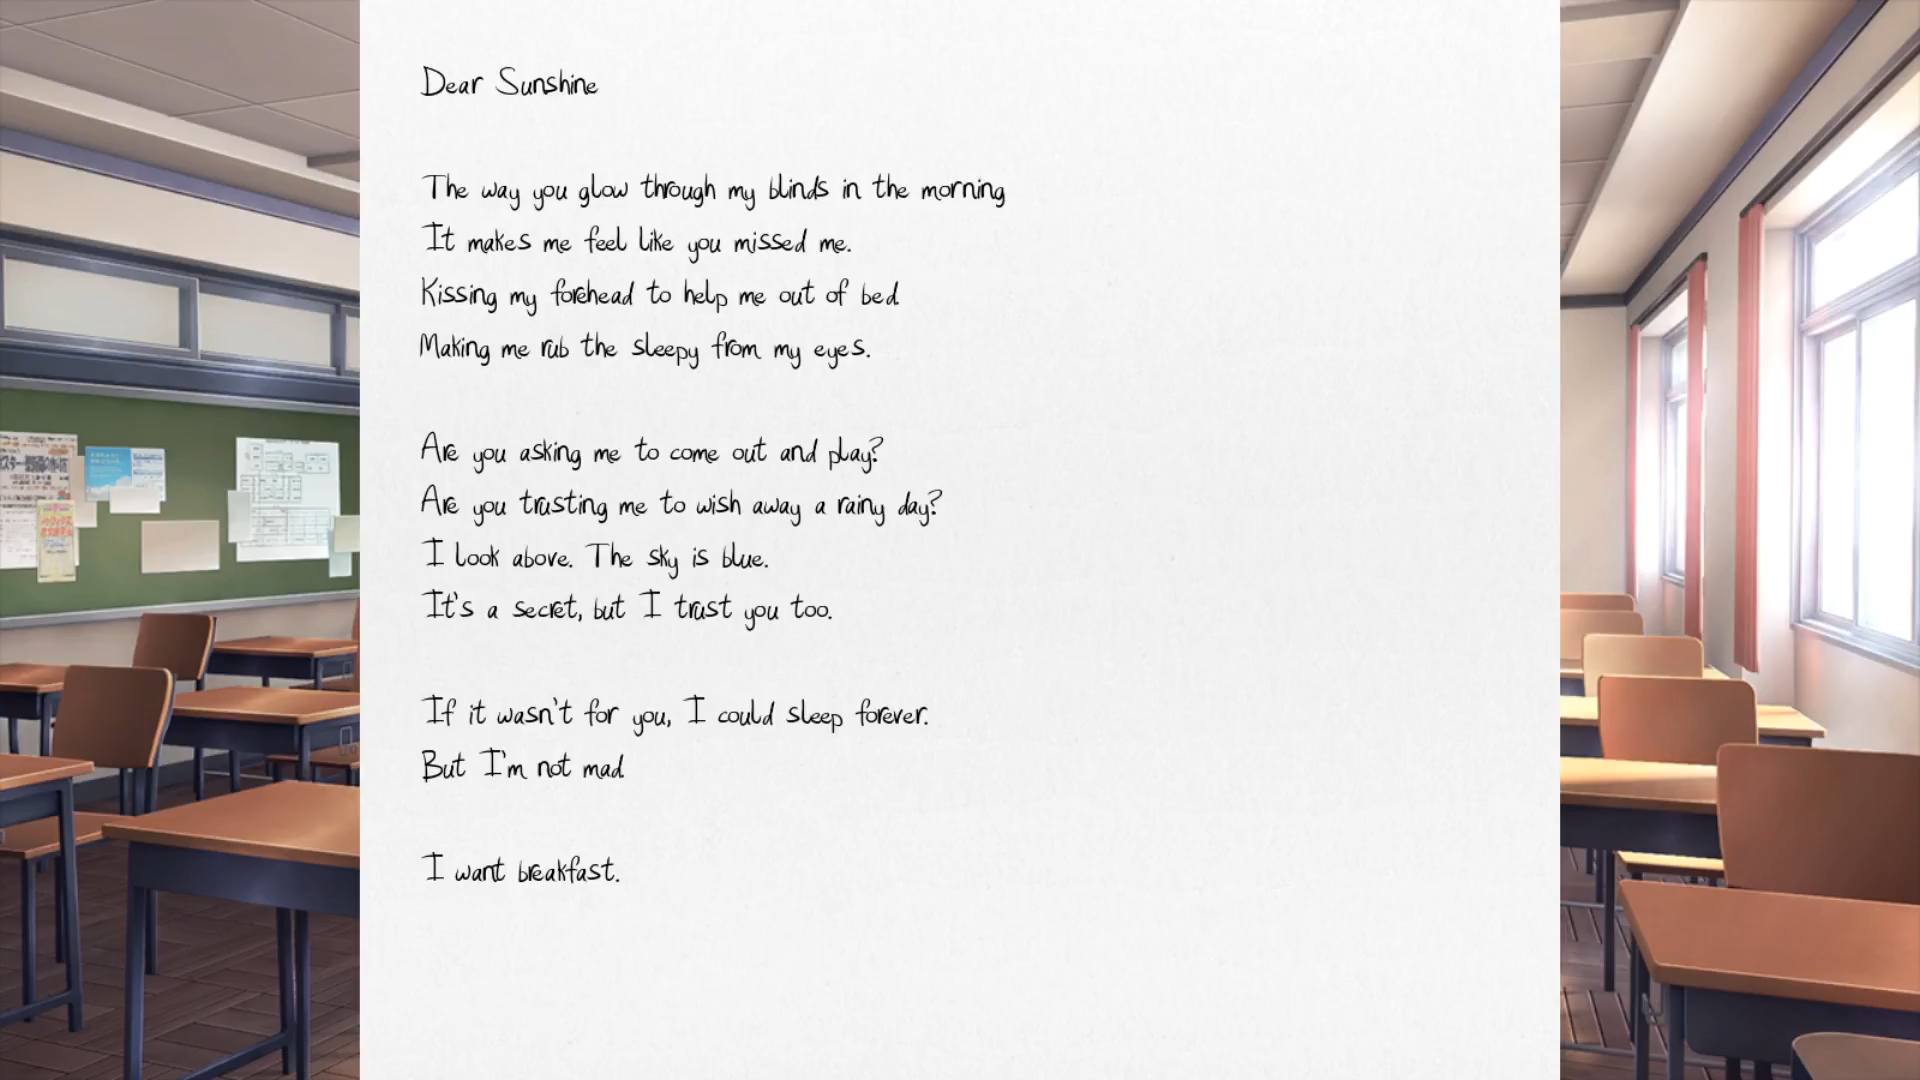 Dear Sunshine
The way you glow through my blinds in the morning
It makes me feel like you missed me.
Kissing my forehead to help me out of bed.
Making me rub the sleepy from my eyes.
Are you asking me to come out and play?
Are you trusting me to wish away a rainy day?
I look above. The sky is blue.
It's a secret, but I trust you too.
If it wasn't for you, I could sleep forever.
But I'm not mad.
I want breakfast.